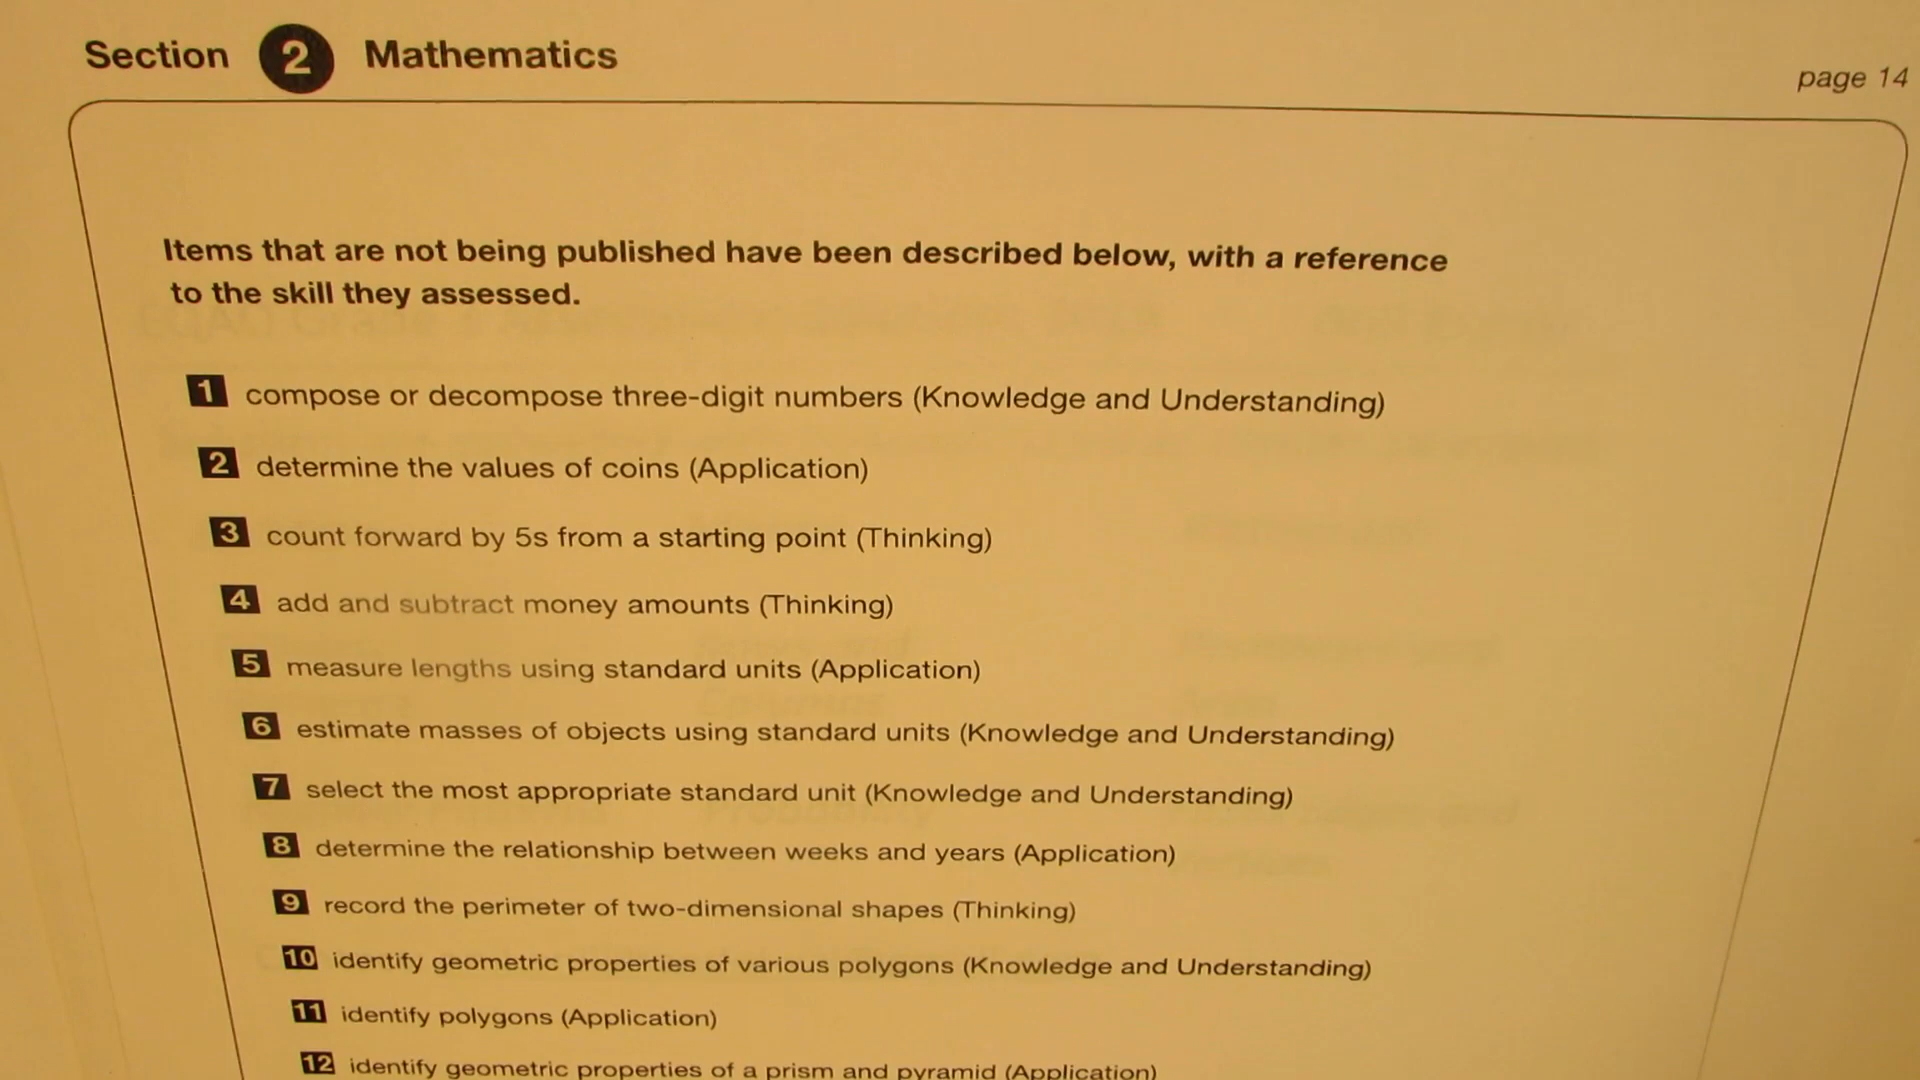 Section 2 Mathematics
page 14
Items that are not being published have been described below, with a reference
to the skill they assessed.
1 compose or decompose three-digit numbers (Knowledge and Understanding)
2 determine the values of coins (Application)
3 count forward by 5s from a starting point (Thinking)
4 add and subtract money amounts (Thinking)
5 measure lengths using standard units (Application)
6 estimate masses of objects using standard units (Knowledge and Understanding)
7 select the most appropriate standard unit (Knowledge and Understanding)
8 determine the relationship between weeks and years (Application)
9 record the perimeter of two-dimensional shapes (Thinking)
10 identify geometric properties of various polygons (Knowledge and Understanding)
11 identify polygons (Application)
12 identify geometric properties of a prism and pyramid (Application)